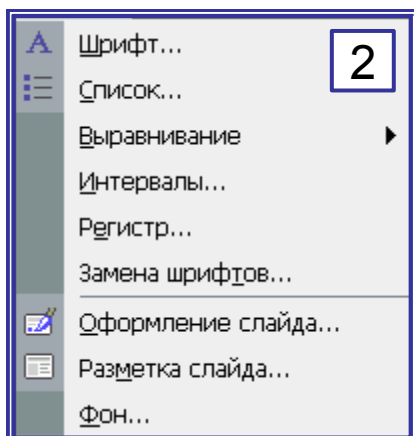 Шрифт...
2
Список...
Выравнивание
Интервалы...
Регистр...
Замена шрифтов...
Оформление слайда...
Разметка слайда...
Фон...